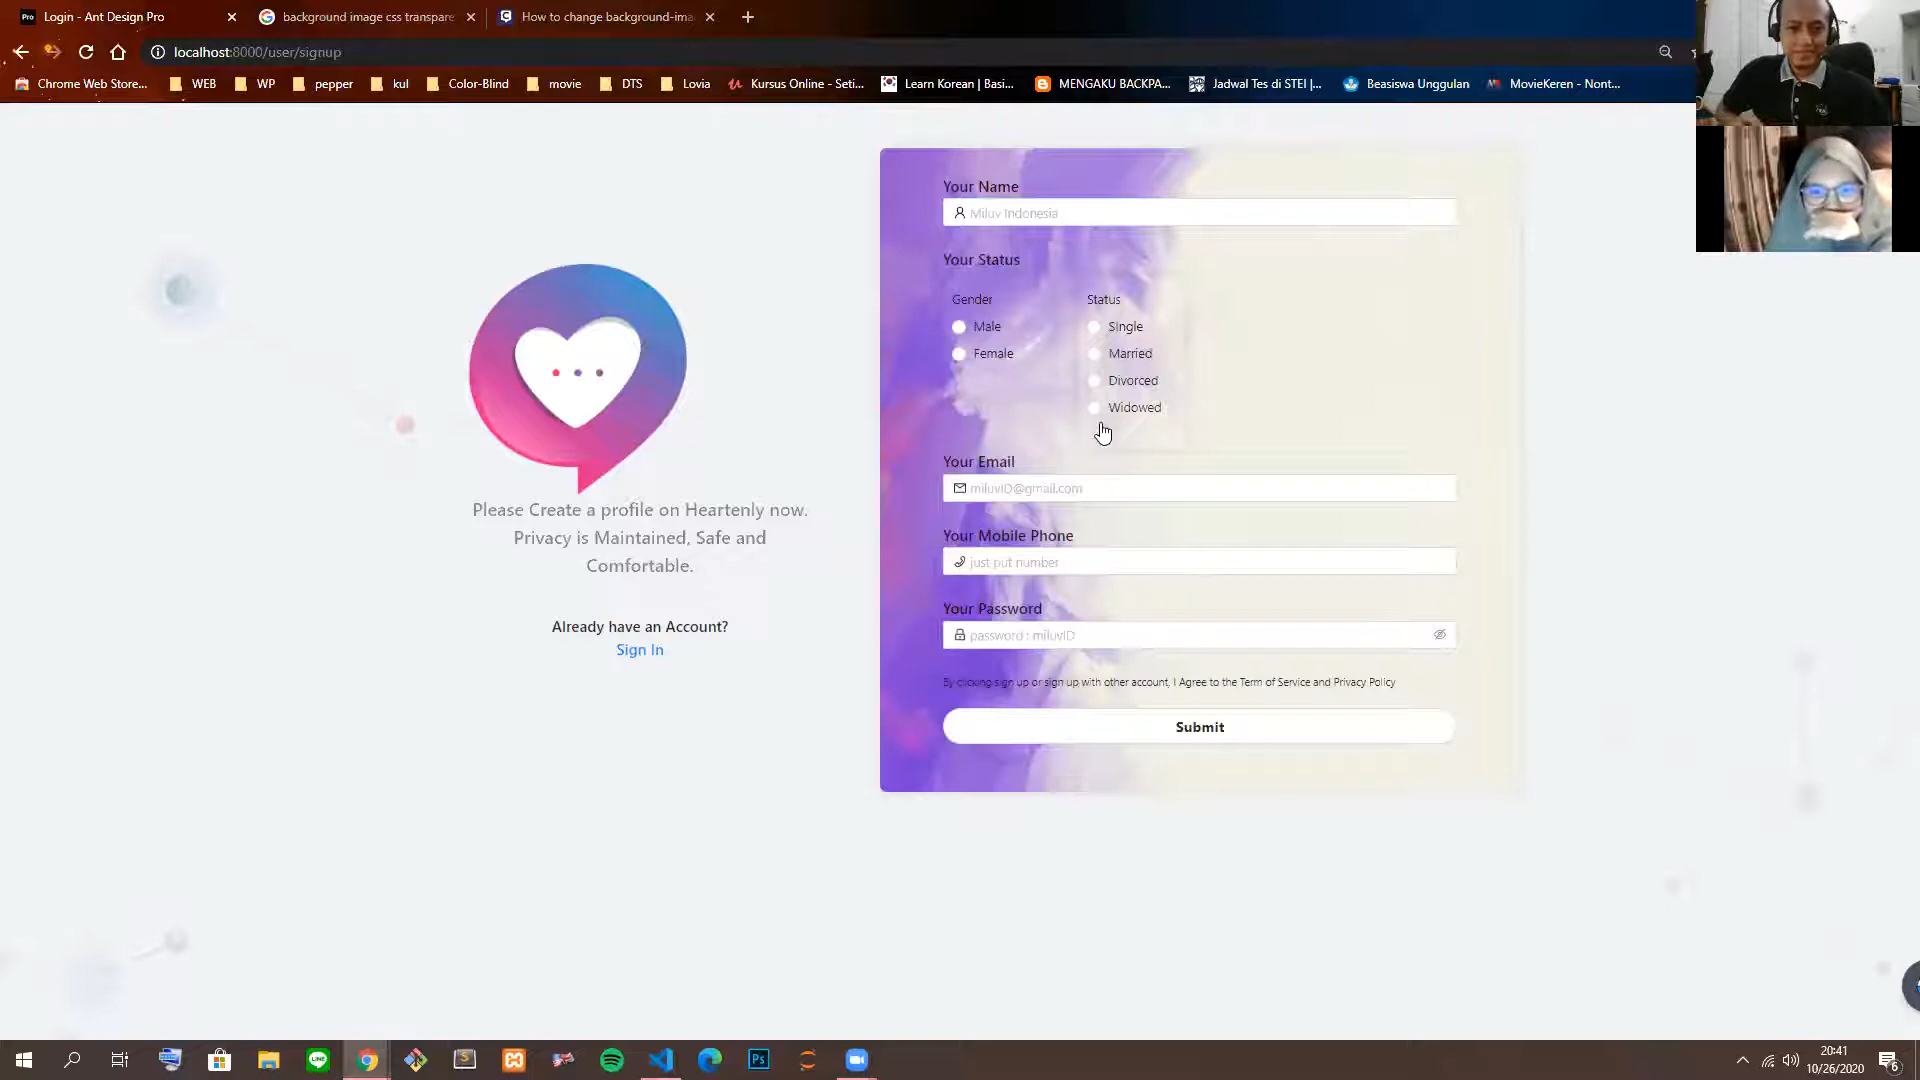 Pro Login - Ant Design Pro
background image css transpare
How to change background-ima
localhost:8000/user/signup
Chrome Web Store...
WEB
WP
pepper
kul
Color-Blind
movie
DTS
Lovia
Kursus Online - Seti...
Learn Korean | Basi...
MENGAKU BACKPA...
Jadwal Tes di STEI |...
Beasiswa Unggulan
MovieKeren - Nont...
Please Create a profile on Heartenly now.
Privacy is Maintained, Safe and
Comfortable.
Already have an Account?
Sign In
Your Name
Miluv Indonesia
Your Status
Gender
Male
Female
Status
Single
Married
Divorced
Widowed
Your Email
miluvID@gmail.com
Your Mobile Phone
just put number
Your Password
password : miluvID
By clicking sign up or sign up with other account, I Agree to the Term of Service and Privacy Policy
Submit
LINE
S
Ps
20:41
10/26/2020
6